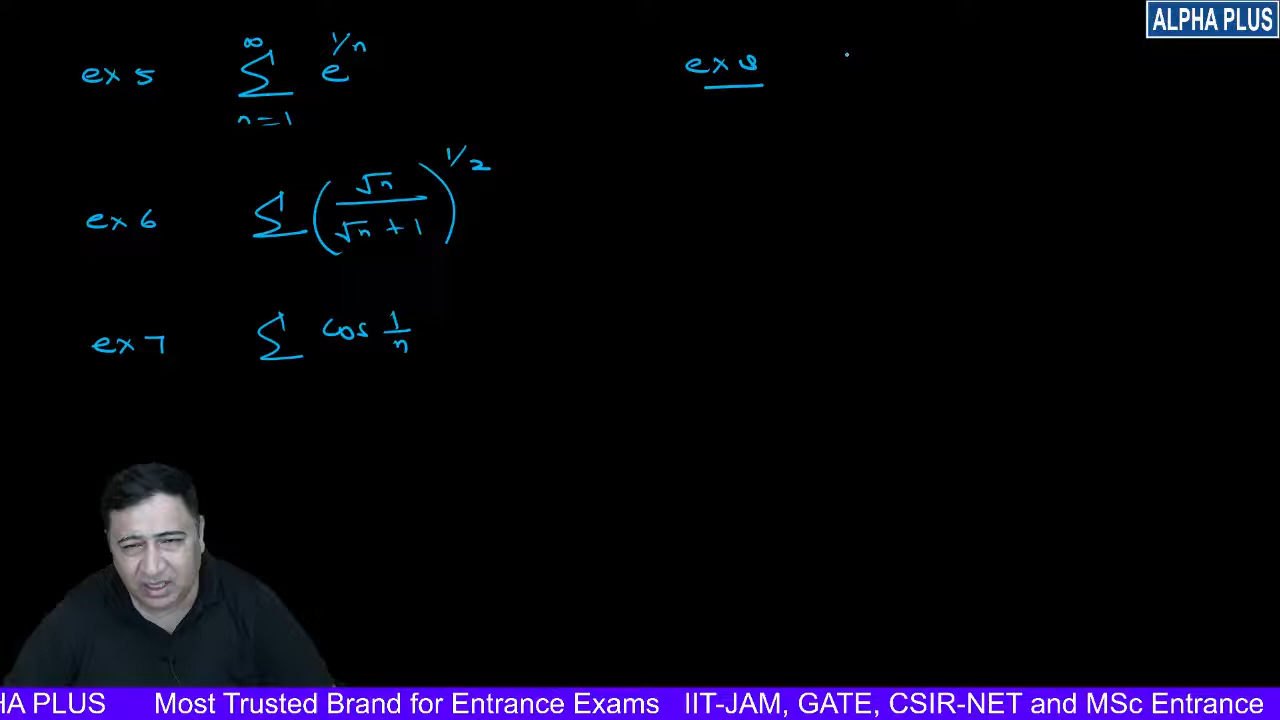 ALPHA PLUS
ex 5 ∞ ∑ n=1 e^{1/n}
ex 6 ∑ (√n / (√n + 1))^{1/2}
ex 7 ∑ cos 1/n
ex 8
HA PLUS Most Trusted Brand for Entrance Exams IIT-JAM, GATE, CSIR-NET and MSc Entrance